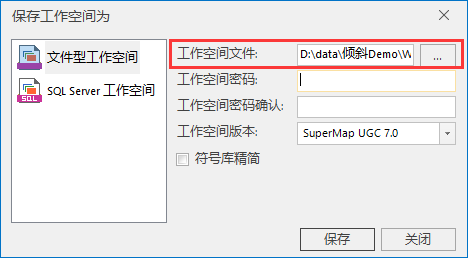 保存工作空间为
文件型工作空间
SQL
SQL Server 工作空间
工作空间文件: D:\data\倾斜Demo\W ...
工作空间密码:
工作空间密码确认:
工作空间版本: SuperMap UGC 7.0
符号库精简
保存 关闭